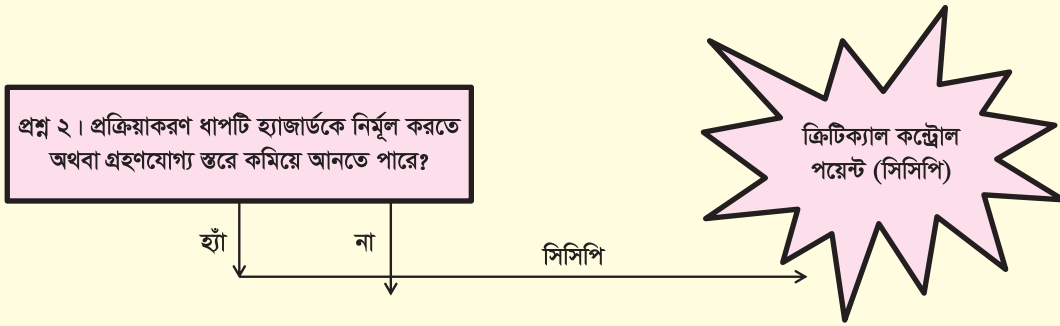 প্রশ্ন ২। প্রক্রিয়াকরণ ধাপটি হ্যাজার্ডকে নির্মূল করতে
অথবা গ্রহণযোগ্য স্তরে কমিয়ে আনতে পারে?
ক্রিটিক্যাল কন্ট্রোল
পয়েন্ট (সিসিপি)
হ্যাঁ
না
সিসিপি